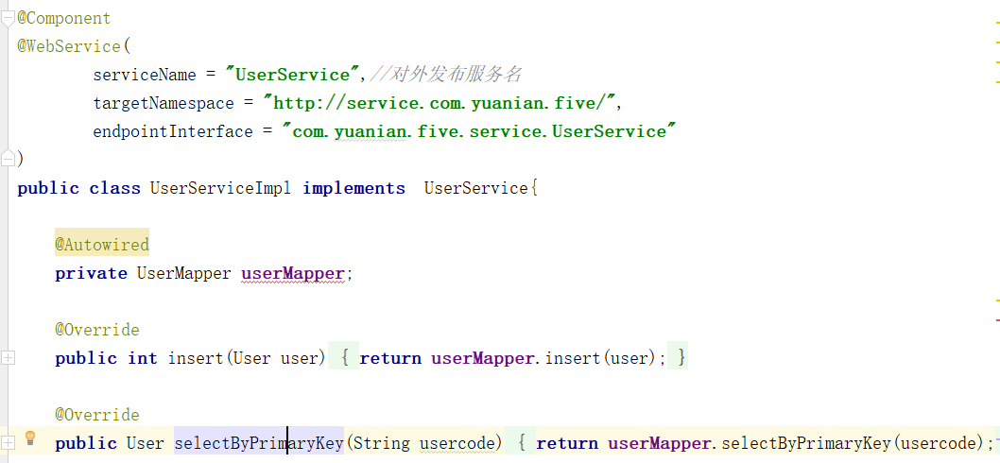 @Component
@WebService(
serviceName = "UserService",//对外发布服务名
targetNamespace = "http://service.com.yuanian.five/",
endpointInterface = "com.yuanian.five.service.UserService"
)
public class UserServiceImpl implements  UserService{
@Autowired
private UserMapper userMapper;
@Override
public int insert(User user) { return userMapper.insert(user); }
@Override
public User selectByPrimaryKey(String usercode) { return userMapper.selectByPrimaryKey(usercode);